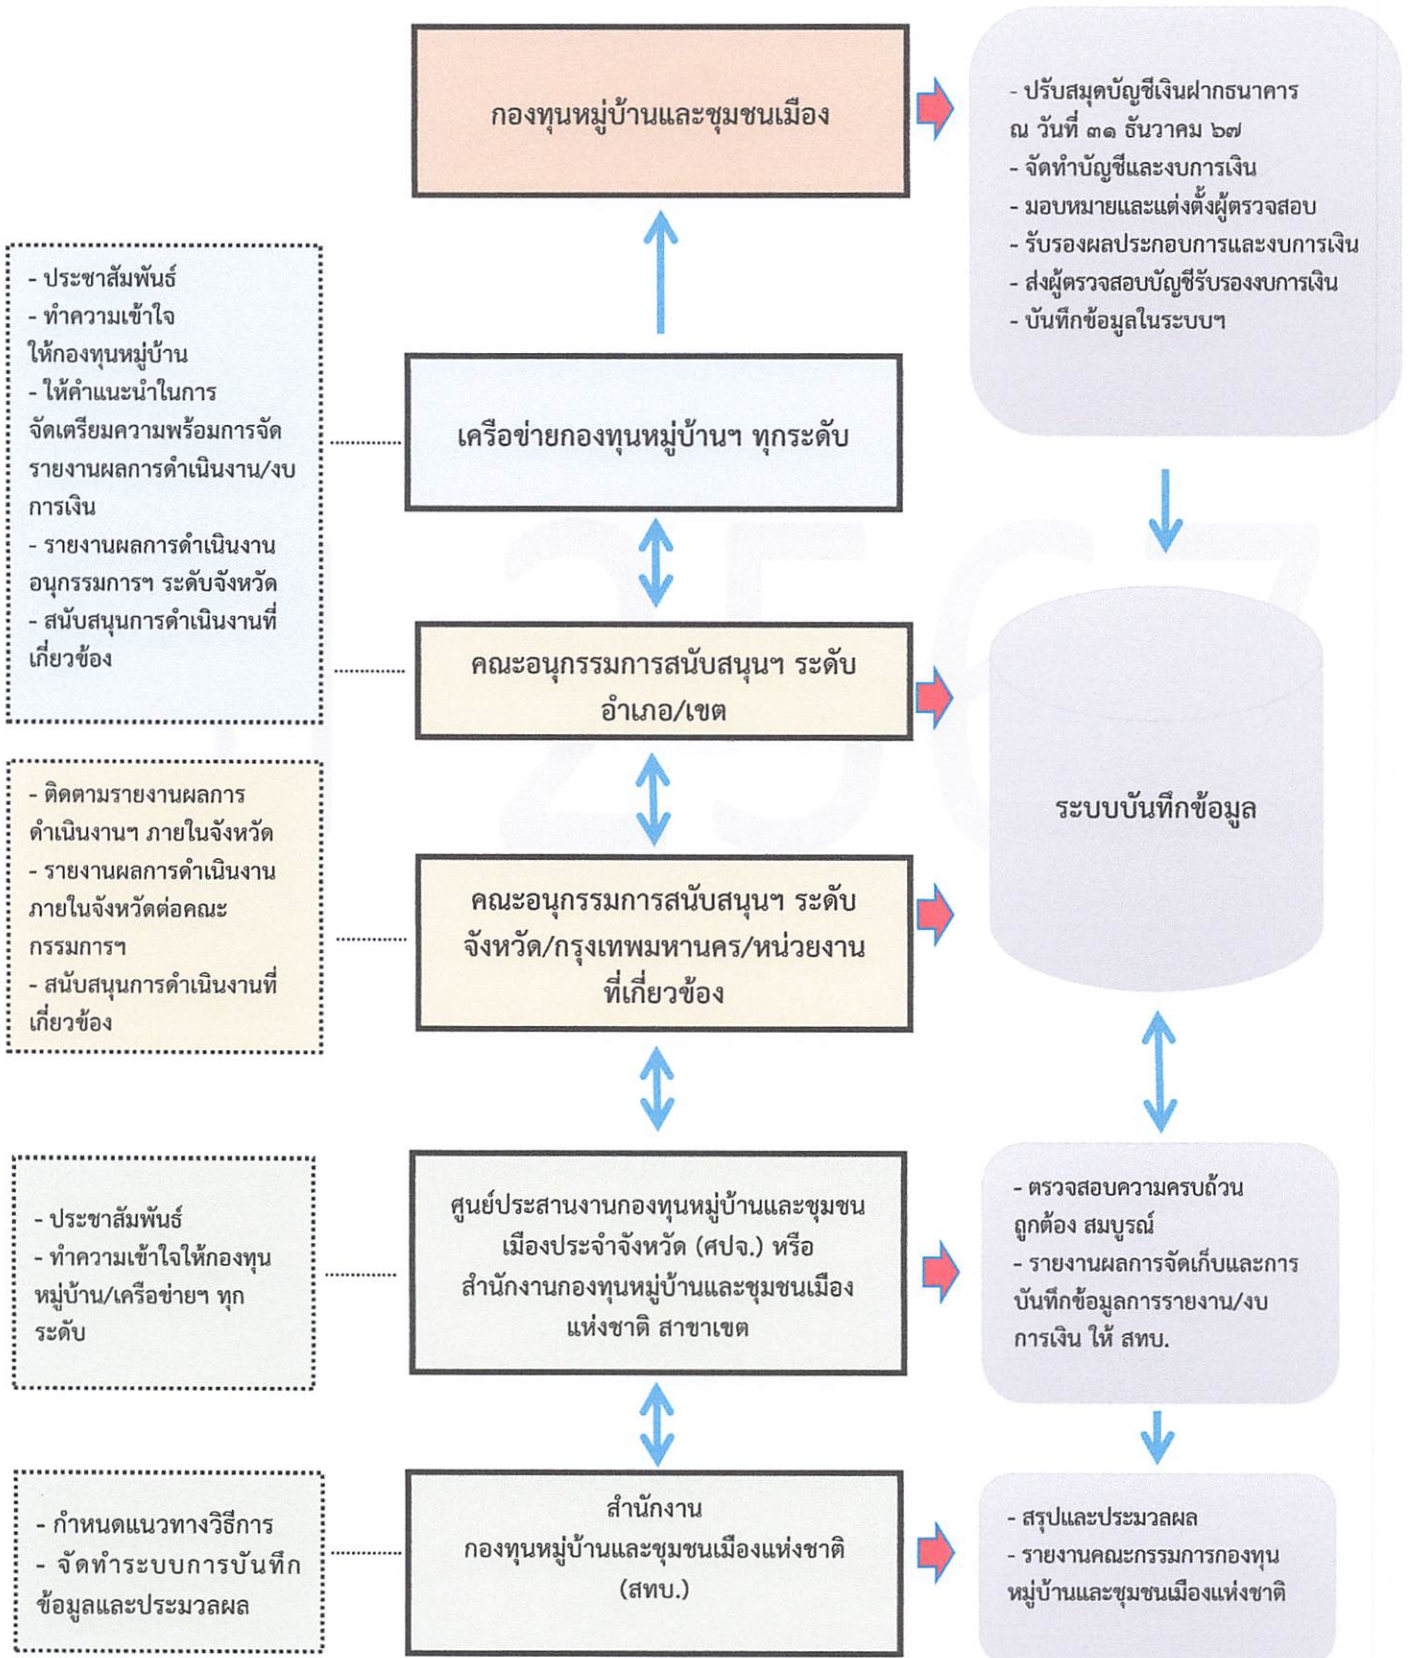 กองทุนหมู่บ้านและชุมชนเมือง
- ปรับสมุดบัญชีเงินฝากธนาคาร
ณ วันที่ ๓๑ ธันวาคม ๖๗
- จัดทำบัญชีและงบการเงิน
- มอบหมายและแต่งตั้งผู้ตรวจสอบ
- รับรองผลประกอบการและงบการเงิน
- ส่งผู้ตรวจสอบบัญชีรับรองงบการเงิน
- บันทึกข้อมูลในระบบฯ
- ประชาสัมพันธ์
- ทำความเข้าใจ
ให้กองทุนหมู่บ้าน
- ให้คำแนะนำในการ
จัดเตรียมความพร้อมการจัด
รายงานผลการดำเนินงาน/งบ
การเงิน
- รายงานผลการดำเนินงาน
อนุกรรมการฯ ระดับจังหวัด
- สนับสนุนการดำเนินงานที่
เกี่ยวข้อง
เครือข่ายกองทุนหมู่บ้านฯ ทุกระดับ
คณะอนุกรรมการสนับสนุนฯ ระดับ
อำเภอ/เขต
ระบบบันทึกข้อมูล
- ติดตามรายงานผลการ
ดำเนินงานฯ ภายในจังหวัด
- รายงานผลการดำเนินงาน
ภายในจังหวัดต่อคณะ
กรรมการฯ
- สนับสนุนการดำเนินงานที่
เกี่ยวข้อง
คณะอนุกรรมการสนับสนุนฯ ระดับ
จังหวัด/กรุงเทพมหานคร/หน่วยงาน
ที่เกี่ยวข้อง
- ประชาสัมพันธ์
- ทำความเข้าใจให้กองทุน
หมู่บ้าน/เครือข่ายฯ ทุก
ระดับ
ศูนย์ประสานงานกองทุนหมู่บ้านและชุมชน
เมืองประจำจังหวัด (ศปจ.) หรือ
สำนักงานกองทุนหมู่บ้านและชุมชนเมือง
แห่งชาติ สาขาเขต
- ตรวจสอบความครบถ้วน
ถูกต้อง สมบูรณ์
- รายงานผลการจัดเก็บและการ
บันทึกข้อมูลการรายงาน/งบ
การเงิน ให้ สทบ.
- กำหนดแนวทางวิธีการ
- จัดทำระบบการบันทึก
ข้อมูลและประมวลผล
สำนักงาน
กองทุนหมู่บ้านและชุมชนเมืองแห่งชาติ
(สทบ.)
- สรุปและประมวลผล
- รายงานคณะกรรมการกองทุน
หมู่บ้านและชุมชนเมืองแห่งชาติ